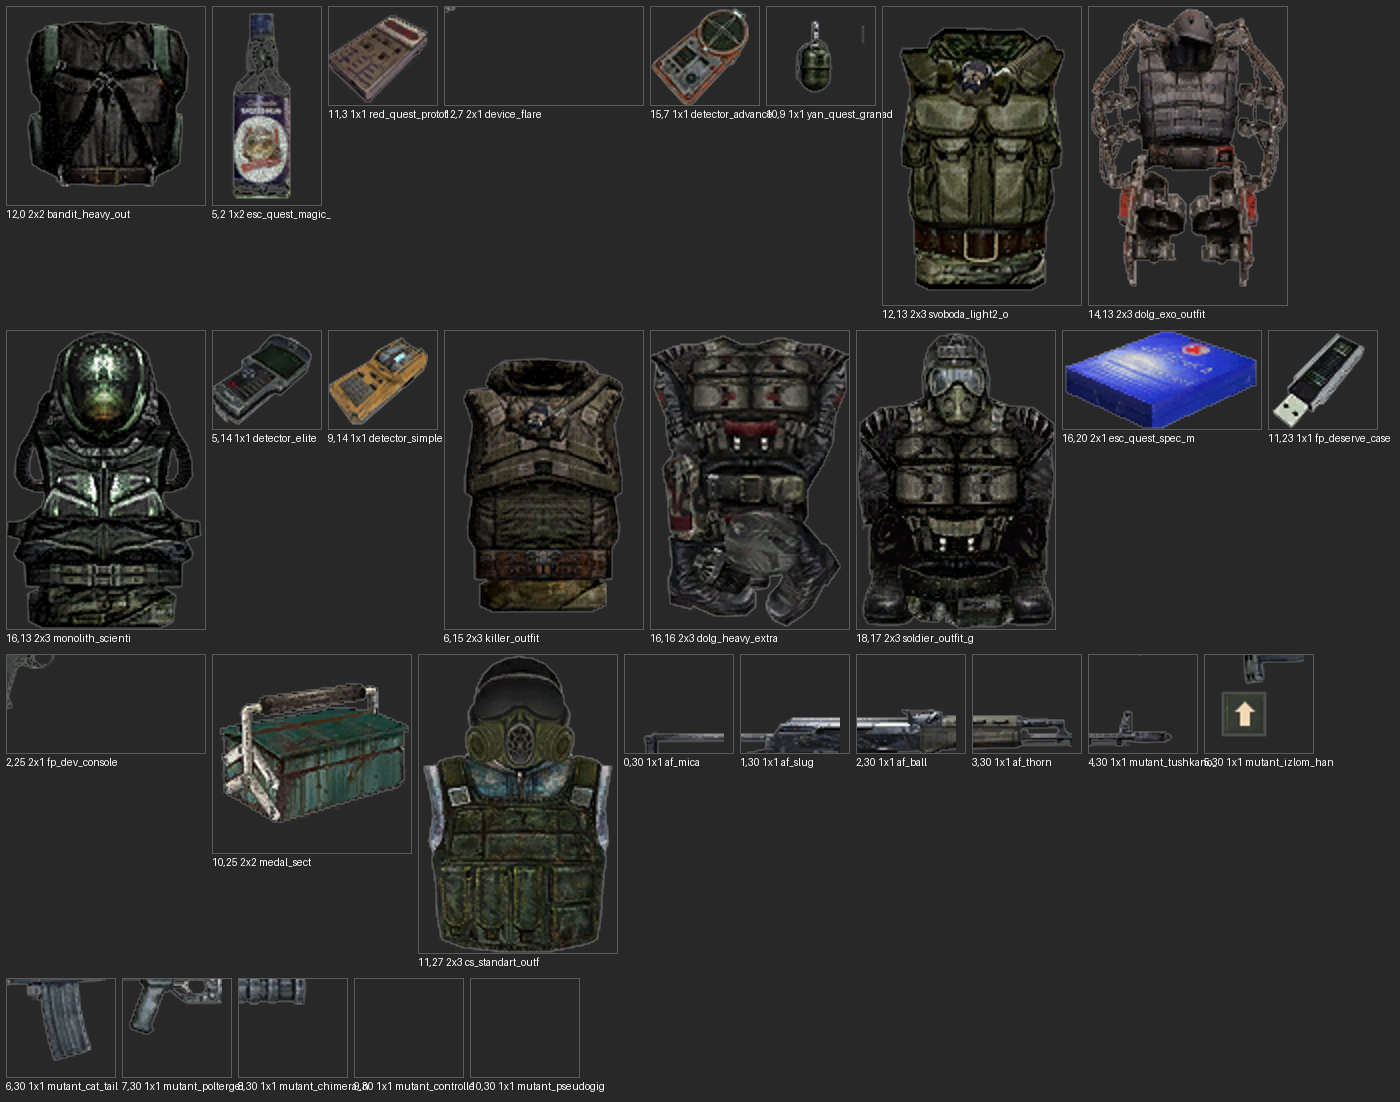 11,3 1x1 red_quest_protot
12,7 2x1 device_flare
15,7 1x1 detector_advance
10,9 1x1 yan_quest_granad
12,0 2x2 bandit_heavy_out
5,2 1x2 esc_quest_magic_
12,13 2x3 svoboda_light2_o
14,13 2x3 dolg_exo_outfit
5,14 1x1 detector_elite
9,14 1x1 detector_simple
16,20 2x1 esc_quest_spec_m
11,23 1x1 fp_deserve_case
16,13 2x3 monolith_scienti
6,15 2x3 killer_outfit
16,16 2x3 dolg_heavy_extra
18,17 2x3 soldier_outfit_g
2,25 2x1 fp_dev_console
0,30 1x1 af_mica
1,30 1x1 af_slug
2,30 1x1 af_ball
3,30 1x1 af_thorn
4,30 1x1 mutant_tushkano
5,30 1x1 mutant_izlom_han
10,25 2x2 medal_sect
11,27 2x3 cs_standart_outf
6,30 1x1 mutant_cat_tail
7,30 1x1 mutant_polterge
8,30 1x1 mutant_chimera_
9,30 1x1 mutant_controlle
10,30 1x1 mutant_pseudogig